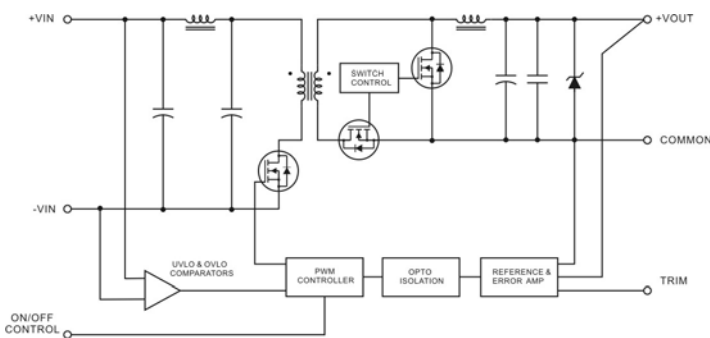 +VIN
+VOUT
SWITCH
CONTROL
COMMON
-VIN
UVLO & OVLO
COMPARATORS
PWM
CONTROLLER
OPTO
ISOLATION
REFERENCE &
ERROR AMP
TRIM
ON/OFF
CONTROL